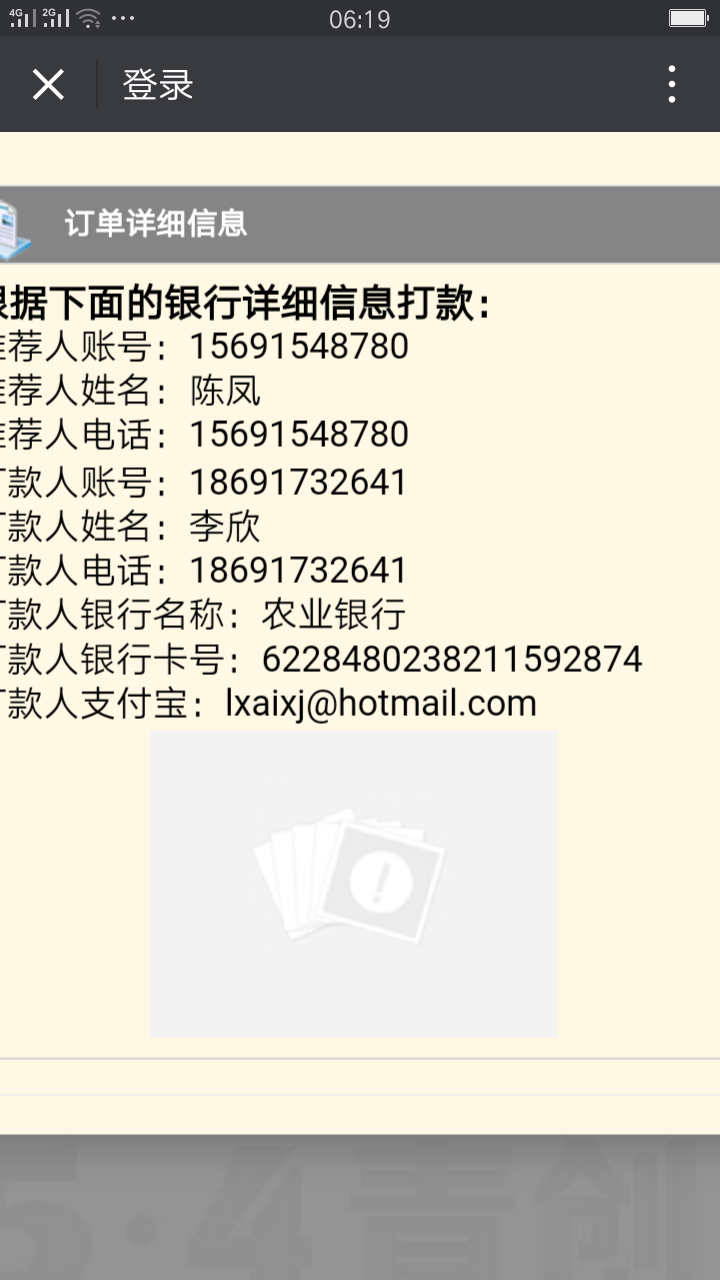 4G 2G 06:19
登录
订单详细信息
根据下面的银行详细信息打款：
推荐人账号：15691548780
推荐人姓名：陈凤
推荐人电话：15691548780
打款人账号：18691732641
打款人姓名：李欣
打款人电话：18691732641
打款人银行名称：农业银行
打款人银行卡号：6228480238211592874
打款人支付宝：lxaixj@hotmail.com
5·4青创